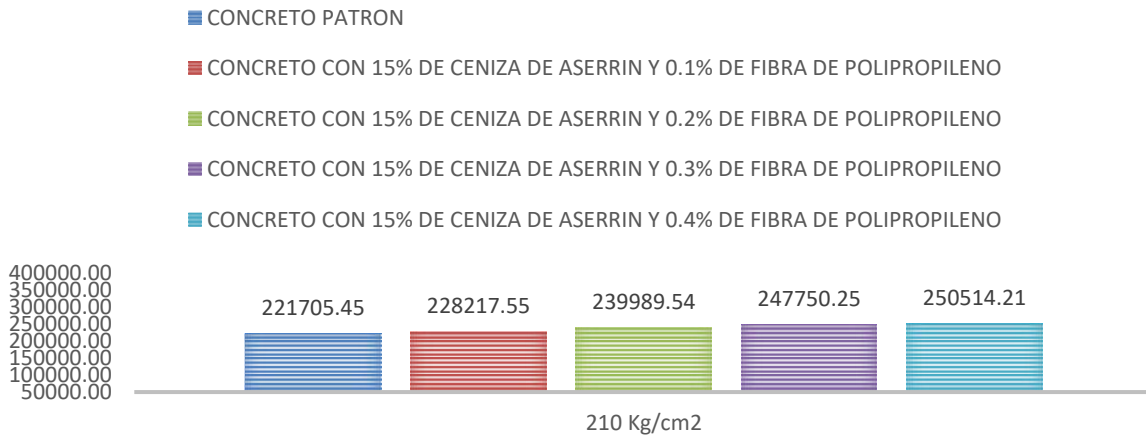 CONCRETO PATRON
CONCRETO CON 15% DE CENIZA DE ASERRIN Y 0.1% DE FIBRA DE POLIPROPILENO
CONCRETO CON 15% DE CENIZA DE ASERRIN Y 0.2% DE FIBRA DE POLIPROPILENO
CONCRETO CON 15% DE CENIZA DE ASERRIN Y 0.3% DE FIBRA DE POLIPROPILENO
CONCRETO CON 15% DE CENIZA DE ASERRIN Y 0.4% DE FIBRA DE POLIPROPILENO
400000.00
350000.00
300000.00
250000.00
200000.00
150000.00
100000.00
50000.00
221705.45
228217.55
239989.54
247750.25
250514.21
210 Kg/cm2